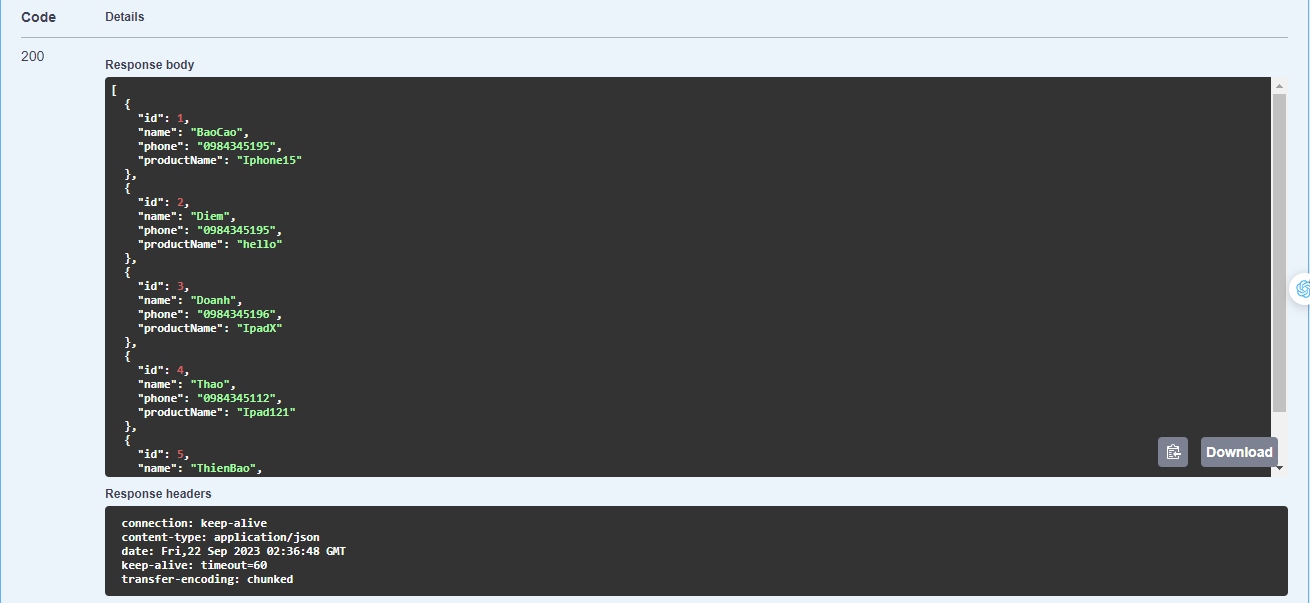 Code Details
200
Response body
[
{
"id": 1,
"name": "BaoCao",
"phone": "0984345195",
"productName": "Iphone15"
},
{
"id": 2,
"name": "Diem",
"phone": "0984345195",
"productName": "hello"
},
{
"id": 3,
"name": "Doanh",
"phone": "0984345196",
"productName": "IpadX"
},
{
"id": 4,
"name": "Thao",
"phone": "0984345112",
"productName": "Ipad121"
},
{
"id": 5,
"name": "ThienBao",
Download
Response headers
connection: keep-alive
content-type: application/json
date: Fri,22 Sep 2023 02:36:48 GMT
keep-alive: timeout=60
transfer-encoding: chunked